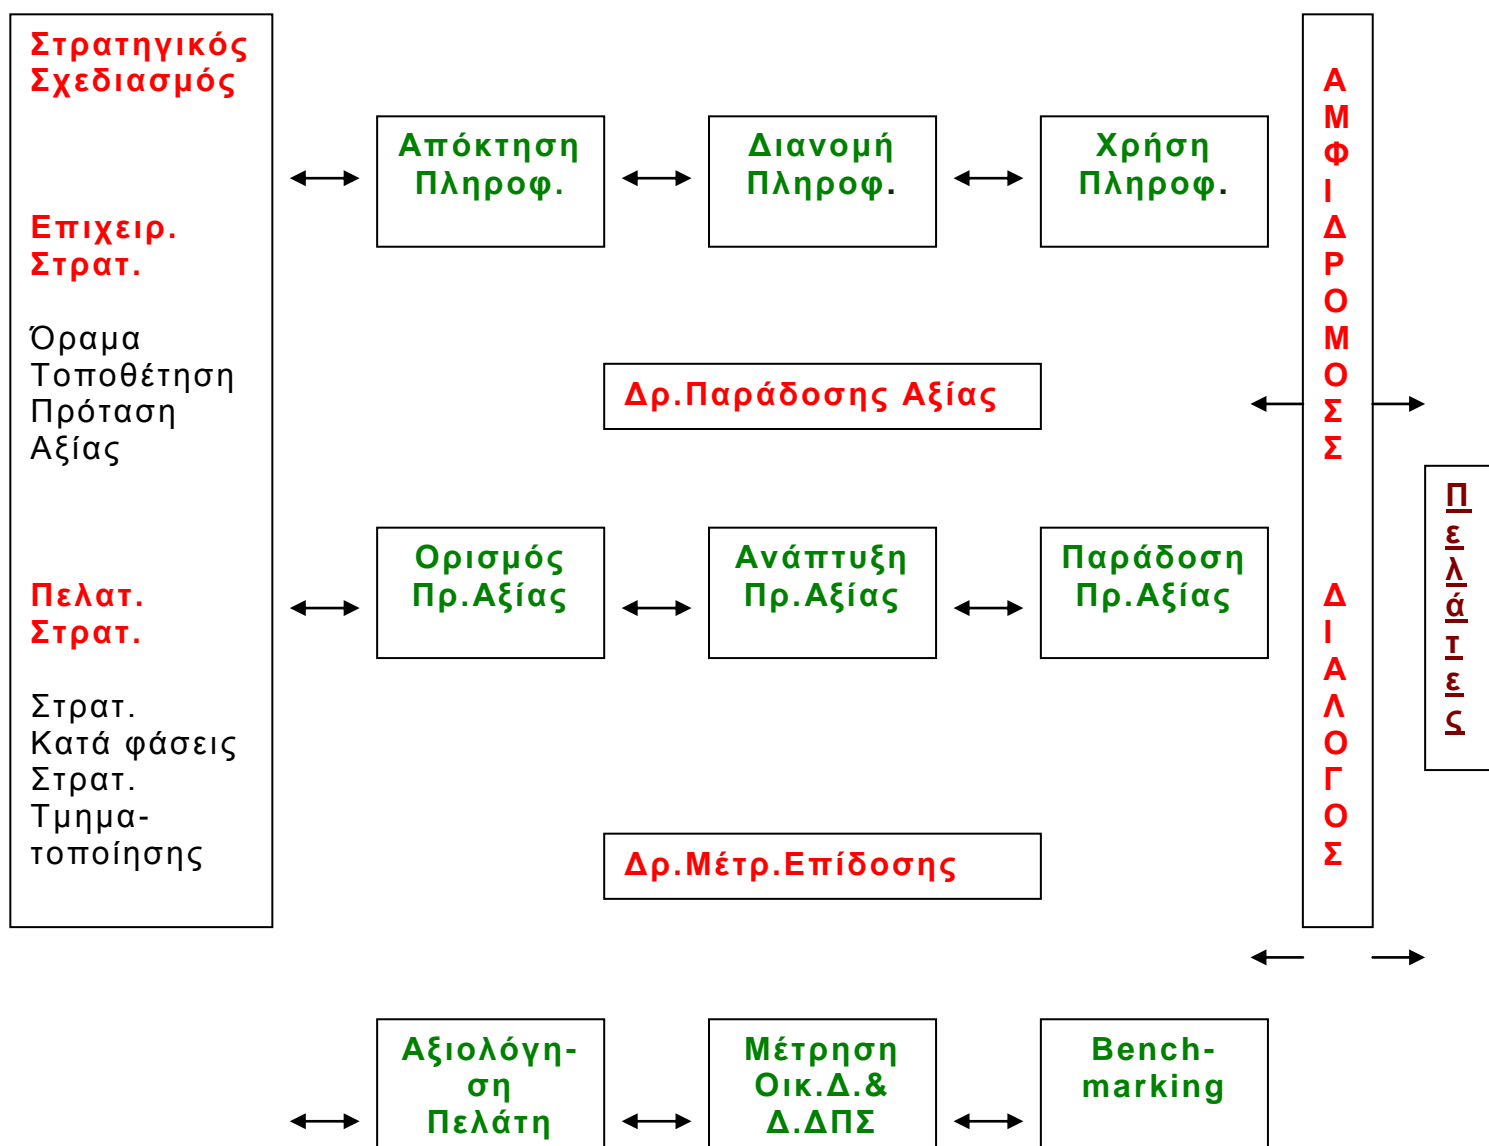 Στρατηγικός
Σχεδιασμός
Επιχειρ.
Στρατ.
Όραμα
Τοποθέτηση
Πρόταση
Αξίας
Πελατ.
Στρατ.
Στρατ.
Κατά φάσεις
Στρατ.
Τμημα-
τοποίησης
Απόκτηση
Πληροφ.
Διανομή
Πληροφ.
Χρήση
Πληροφ.
Δρ.Παράδοσης Αξίας
Ορισμός
Πρ.Αξίας
Ανάπτυξη
Πρ.Αξίας
Παράδοση
Πρ.Αξίας
Δρ.Μέτρ.Επίδοσης
Αξιολόγη-
ση
Πελάτη
Μέτρηση
Οικ.Δ.&
Δ.ΔΠΣ
Bench-
marking
ΑΜΦΙΔΡΟΜΟΣΣ
ΔΙΑΛΟΓΟΣ
Πελάτες